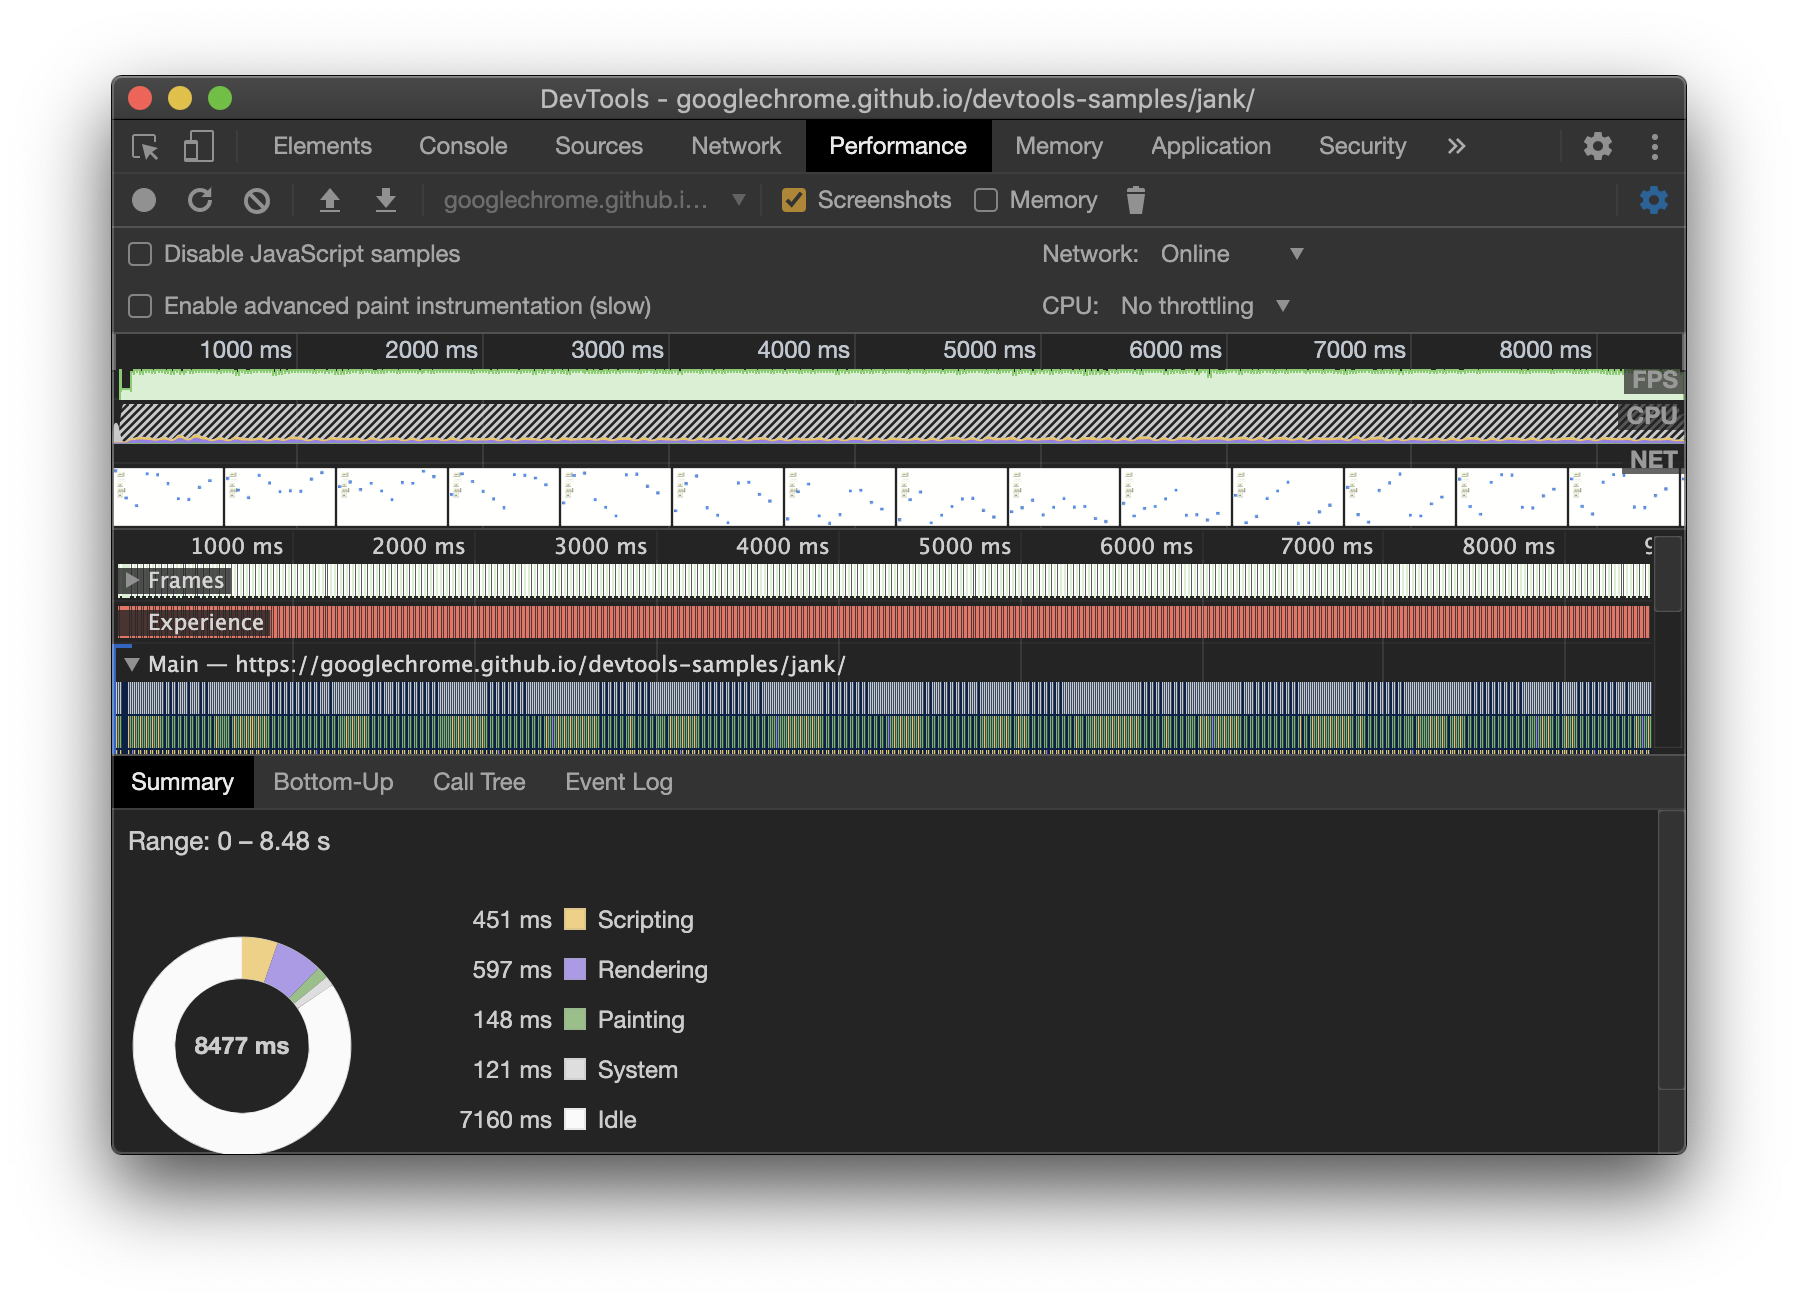 DevTools - googlechrome.github.io/devtools-samples/jank/
Elements Console Sources Network Performance Memory Application Security »
googlechrome.github.i... Screenshots Memory
Disable JavaScript samples Network: Online
Enable advanced paint instrumentation (slow) CPU: No throttling
1000 ms 2000 ms 3000 ms 4000 ms 5000 ms 6000 ms 7000 ms 8000 ms
FPS
CPU
NET
1000 ms 2000 ms 3000 ms 4000 ms 5000 ms 6000 ms 7000 ms 8000 ms
Frames
Experience
Main — https://googlechrome.github.io/devtools-samples/jank/
Summary Bottom-Up Call Tree Event Log
Range: 0 – 8.48 s
451 ms Scripting
597 ms Rendering
148 ms Painting
8477 ms
121 ms System
7160 ms Idle